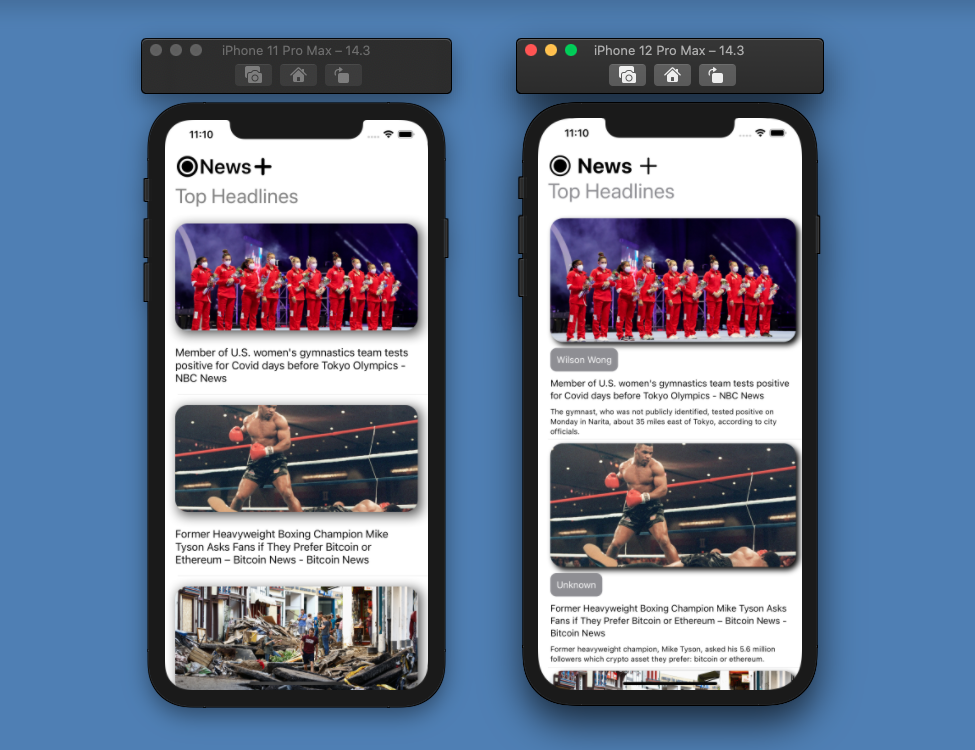 iPhone 11 Pro Max – 14.3
11:10
News
Top Headlines
Member of U.S. women's gymnastics team tests
positive for Covid days before Tokyo Olympics -
NBC News
Former Heavyweight Boxing Champion Mike
Tyson Asks Fans if They Prefer Bitcoin or
Ethereum – Bitcoin News - Bitcoin News
iPhone 12 Pro Max – 14.3
11:10
News
Top Headlines
Wilson Wong
Member of U.S. women's gymnastics team tests positive
for Covid days before Tokyo Olympics - NBC News
The gymnast, who was not publicly identified, tested positive on
Monday in Narita, about 35 miles east of Tokyo, according to city
officials.
Unknown
Former Heavyweight Boxing Champion Mike Tyson Asks
Fans if They Prefer Bitcoin or Ethereum – Bitcoin News -
Bitcoin News
Former heavyweight champion, Mike Tyson, asked his 5.6 million
followers which crypto asset they prefer: bitcoin or ethereum.